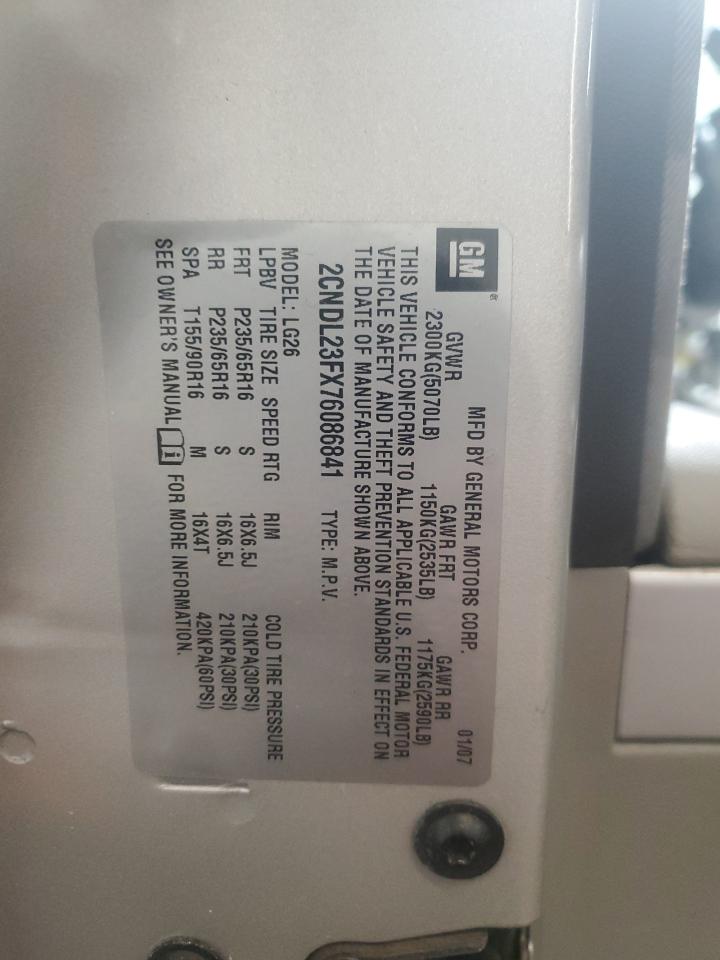 GM
MFD BY GENERAL MOTORS CORP. 01/07
GVWR GAWR FRT GAWR RR
2300KG(5070LB) 1150KG(2535LB) 1175KG(2590LB)
THIS VEHICLE CONFORMS TO ALL APPLICABLE U.S. FEDERAL MOTOR
VEHICLE SAFETY AND THEFT PREVENTION STANDARDS IN EFFECT ON
THE DATE OF MANUFACTURE SHOWN ABOVE.
2CNDL23FX76086841 TYPE: M.P.V.
MODEL: LG26
LPBV TIRE SIZE SPEED RTG RIM COLD TIRE PRESSURE
FRT P235/65R16 S 16X6.5J 210KPA(30PSI)
RR P235/65R16 S 16X6.5J 210KPA(30PSI)
SPA T155/90R16 M 16X4T 420KPA(60PSI)
SEE OWNER'S MANUAL FOR MORE INFORMATION.